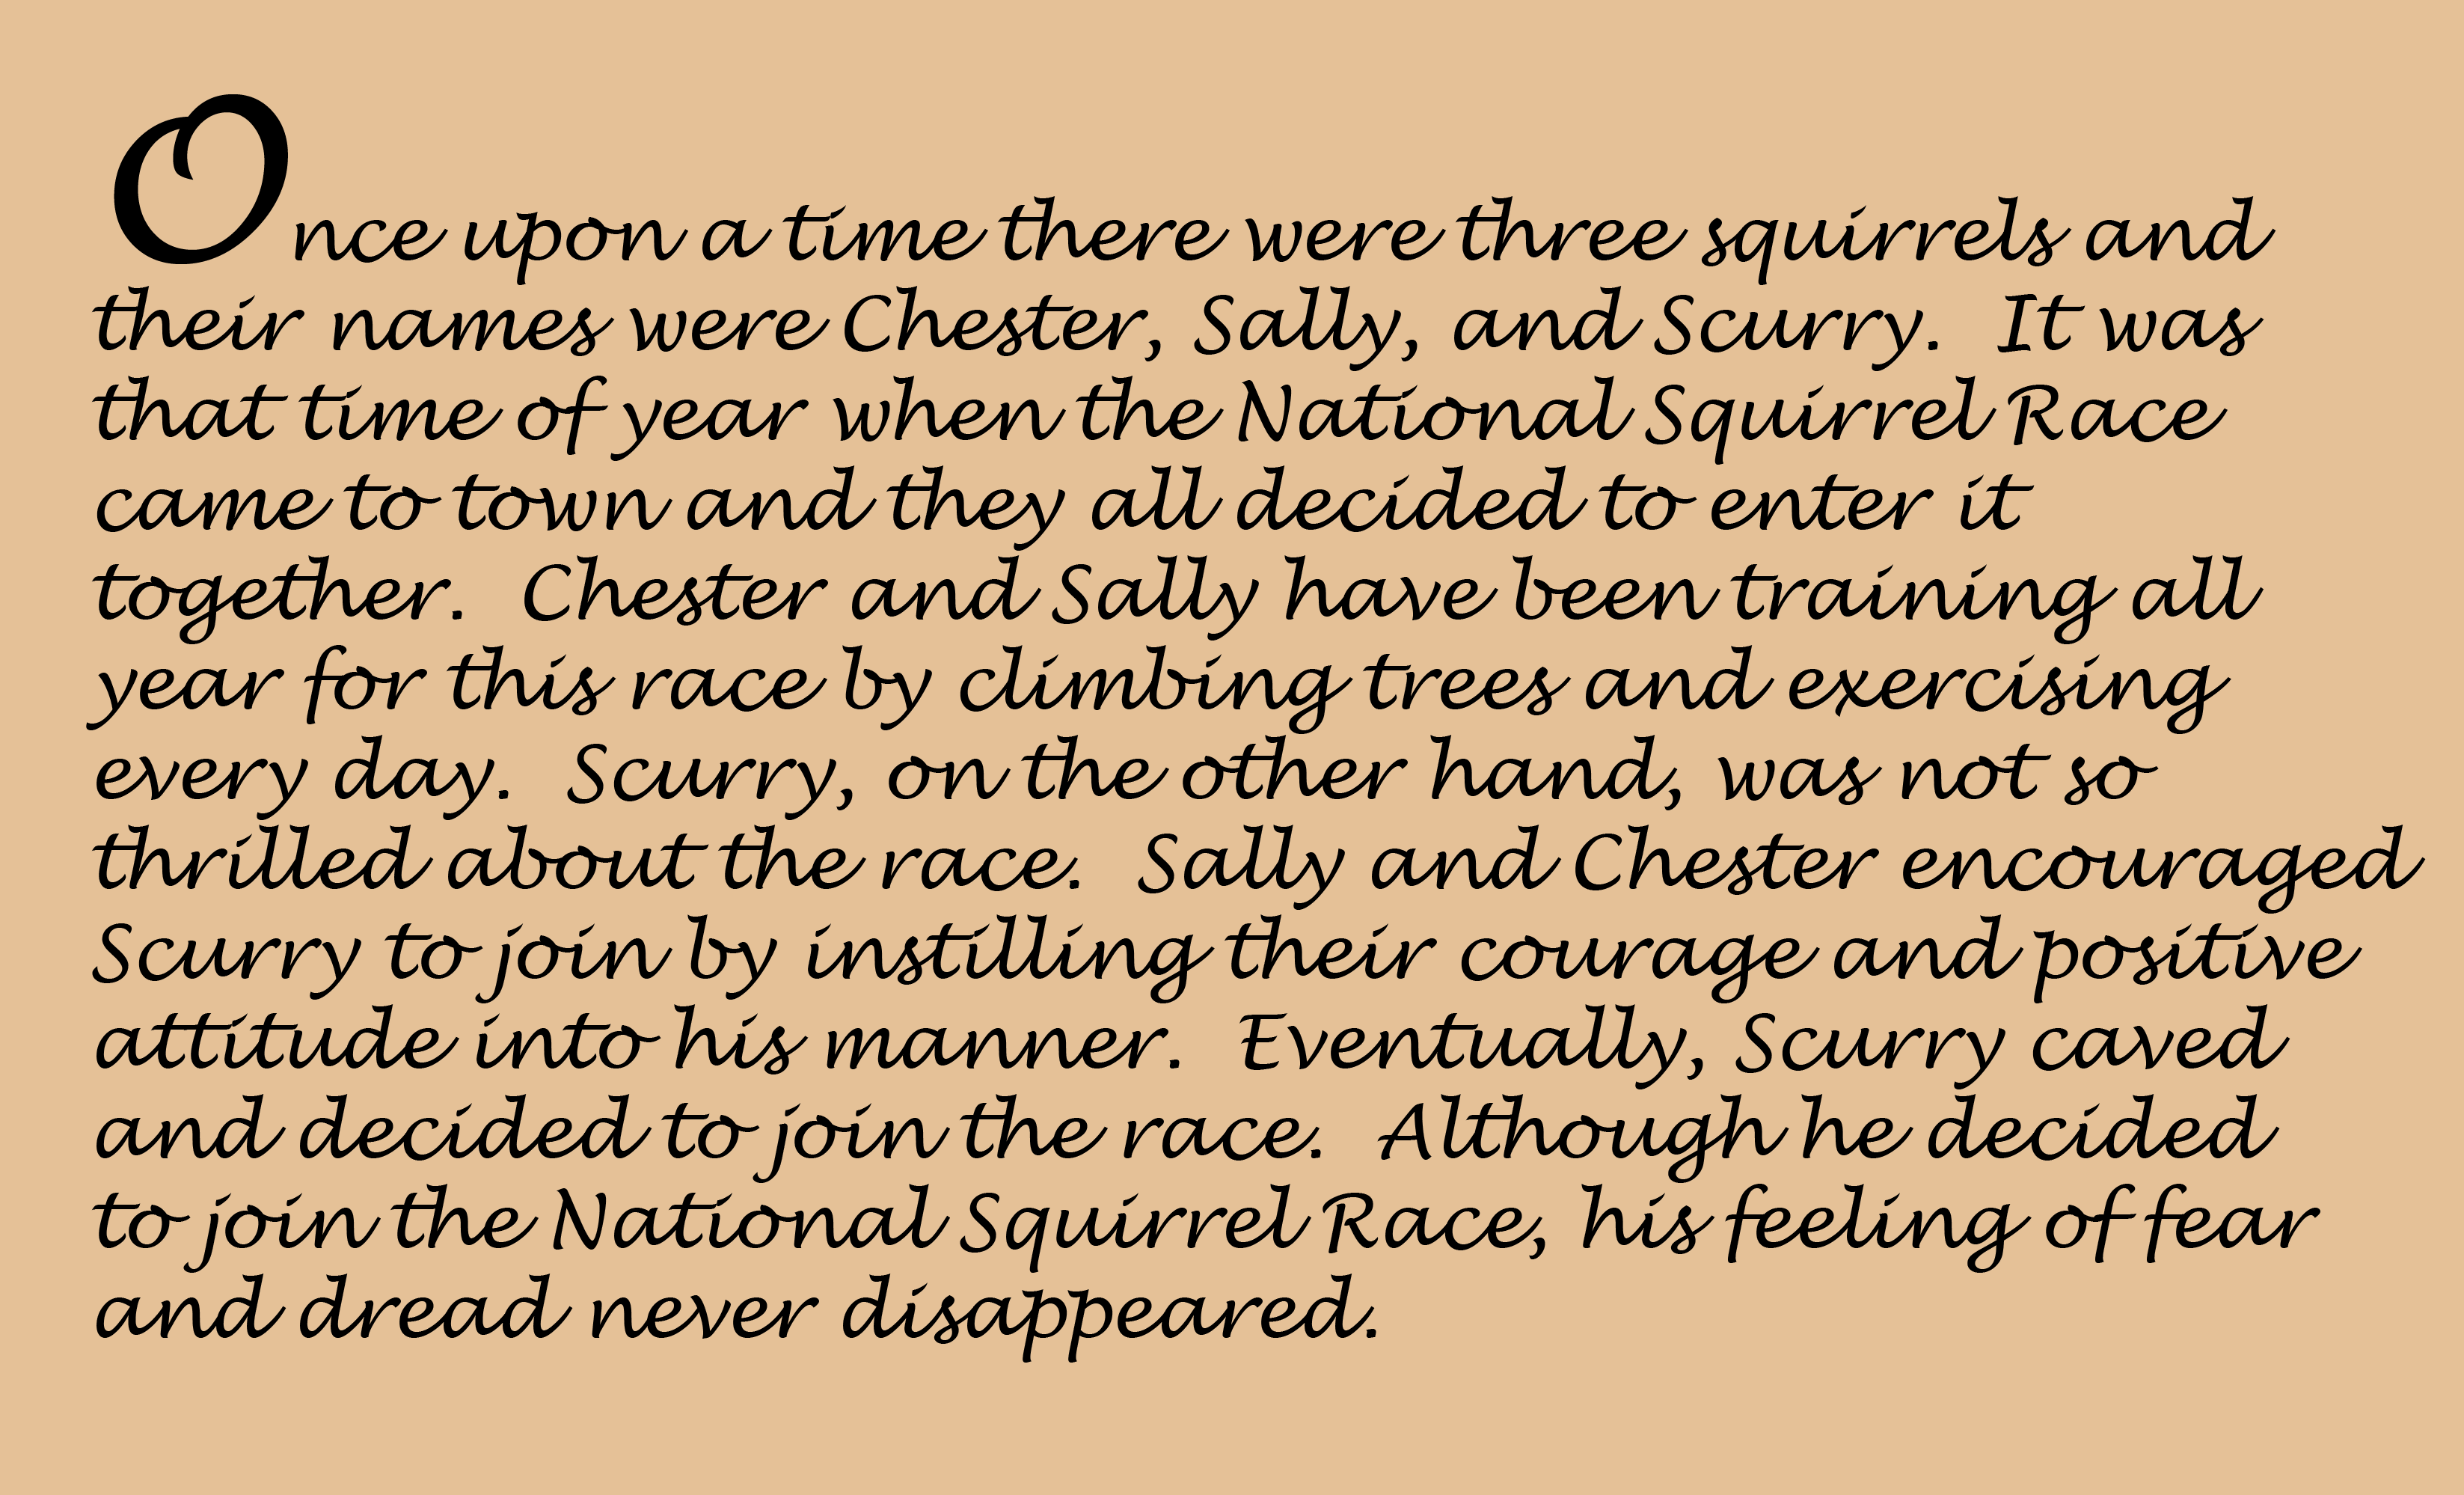 Once upon a time there were three squirrels and
their names were Chester, Sally, and Scurry.  It was
that time of year when the National Squirrel Race
came to town and they all decided to enter it
together.  Chester and Sally have been training all
year for this race by climbing trees and exercising
every day.  Scurry, on the other hand, was not so
thrilled about the race.  Sally and Chester encouraged
Scurry to join by instilling their courage and positive
attitude into his manner.  Eventually, Scurry caved
and decided to join the race.  Although he decided
to join the National Squirrel Race, his feeling of fear
and dread never disappeared.